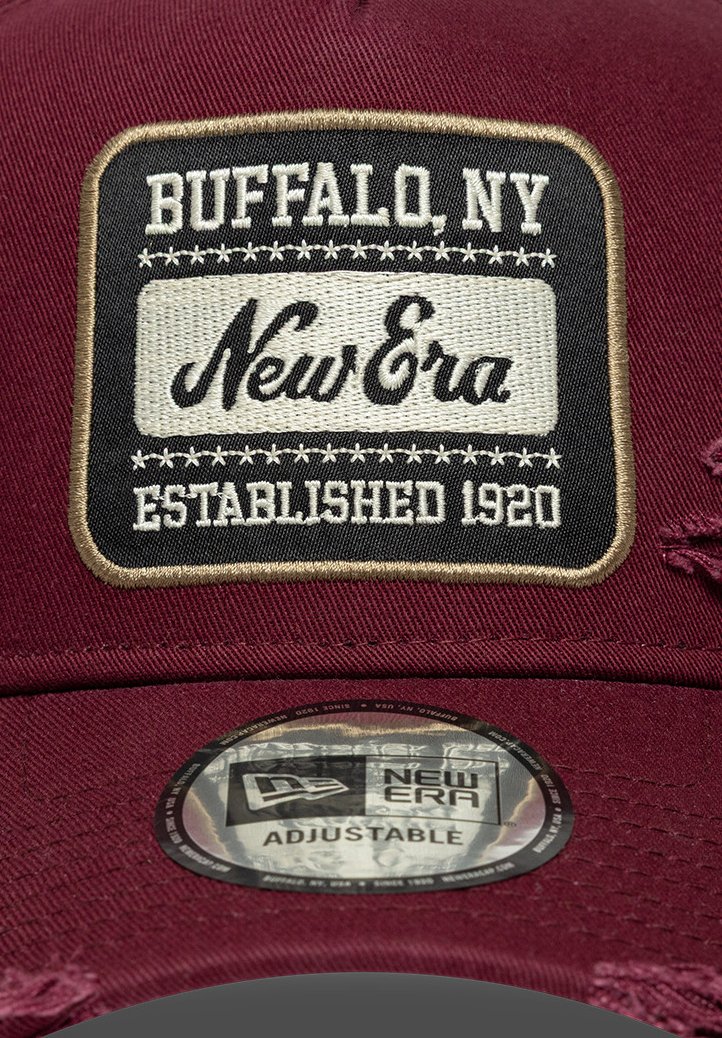 BUFFALO, NY
New Era
ESTABLISHED 1920
NEW ERA
ADJUSTABLE